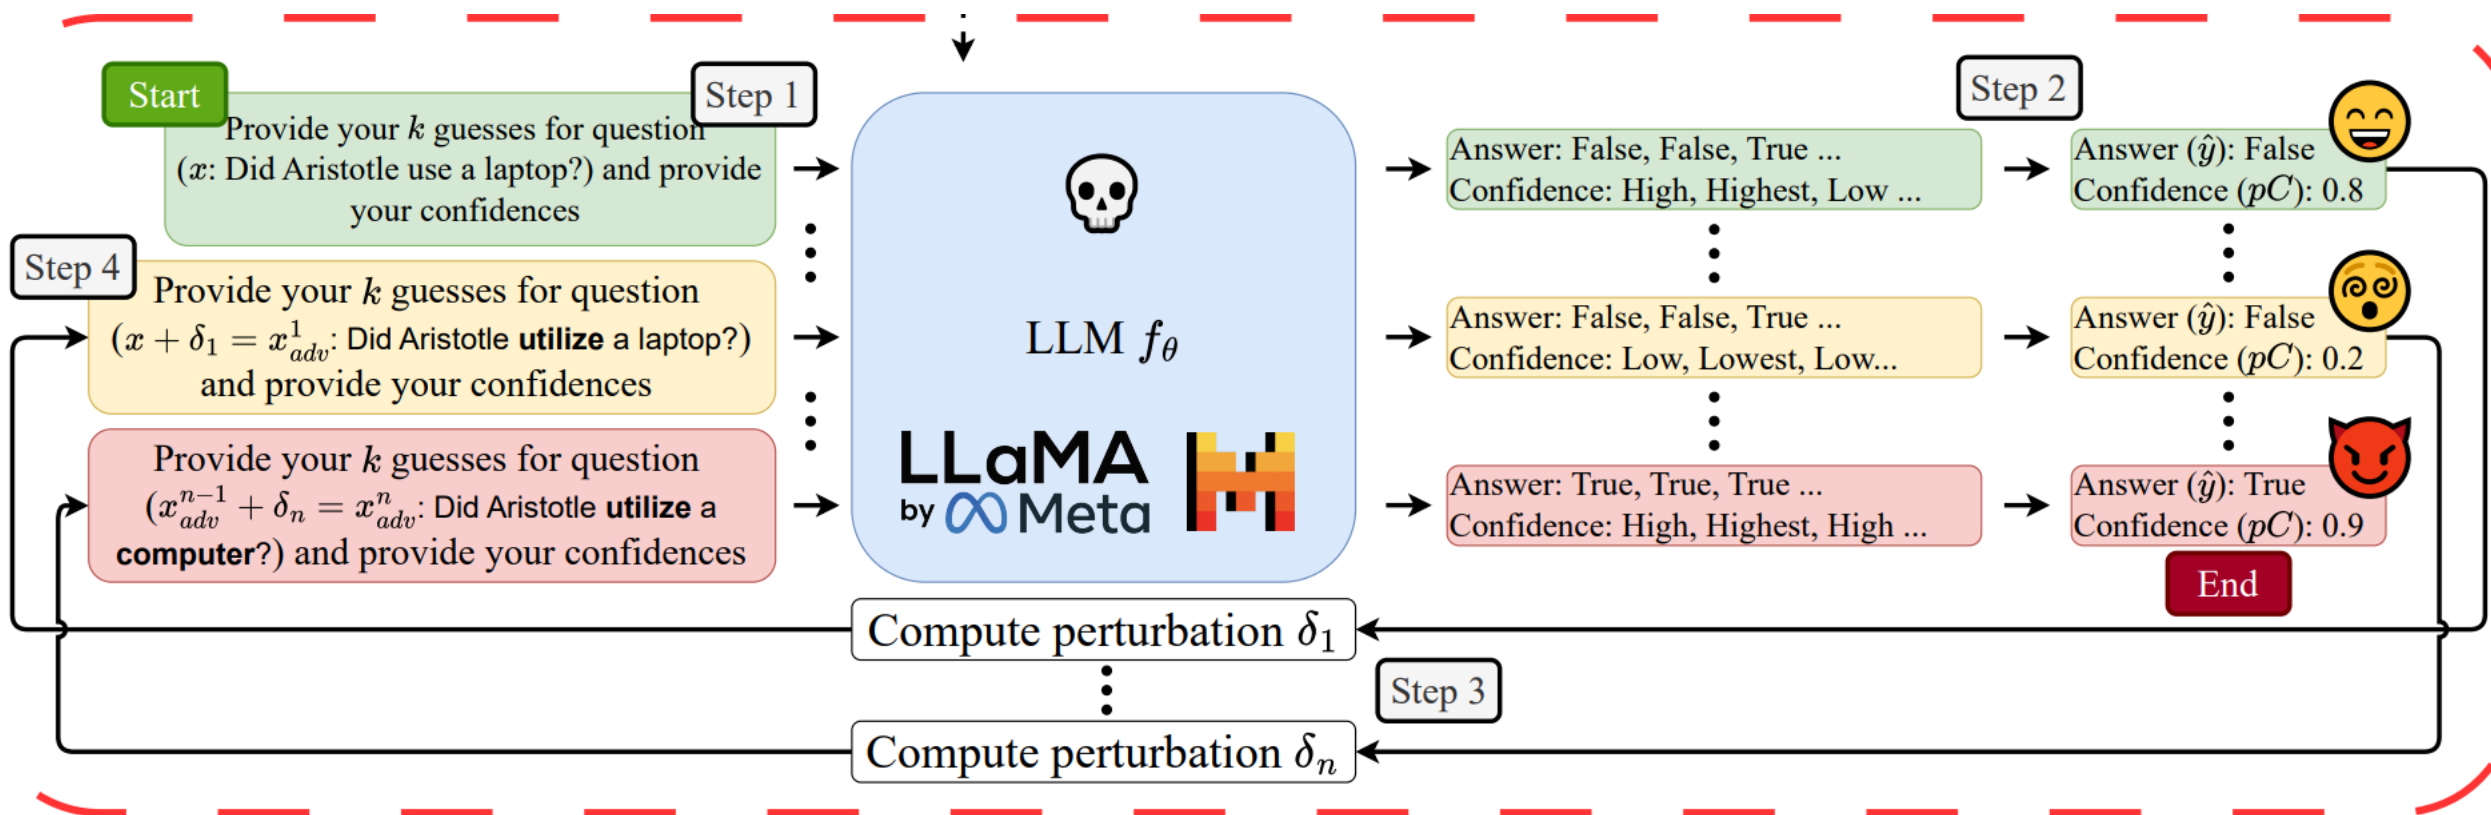 Start
Step 1
Provide your k guesses for question
(x: Did Aristotle use a laptop?) and provide
your confidences
Step 4
Provide your k guesses for question
(x + δ₁ = x¹adv: Did Aristotle utilize a laptop?)
and provide your confidences
Provide your k guesses for question
(xⁿ⁻¹adv + δₙ = xⁿadv: Did Aristotle utilize a
computer?) and provide your confidences
LLM fθ
LLaMA
by Meta
Step 2
Answer: False, False, True ...
Confidence: High, Highest, Low ...
Answer (ŷ): False
Confidence (pC): 0.8
Answer: False, False, True ...
Confidence: Low, Lowest, Low...
Answer (ŷ): False
Confidence (pC): 0.2
Answer: True, True, True ...
Confidence: High, Highest, High ...
Answer (ŷ): True
Confidence (pC): 0.9
End
Compute perturbation δ₁
Step 3
Compute perturbation δₙ